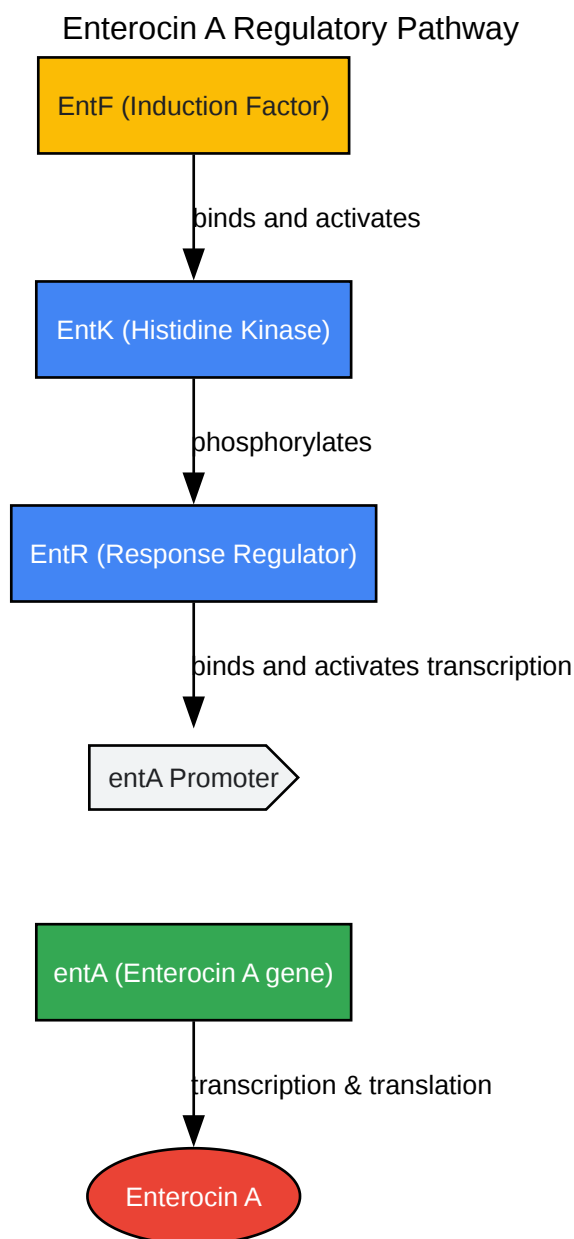 Enterocin A Regulatory Pathway
EntF (Induction Factor)
binds and activates
EntK (Histidine Kinase)
phosphorylates
EntR (Response Regulator)
binds and activates transcription
entA Promoter
entA (Enterocin A gene)
transcription & translation
Enterocin A